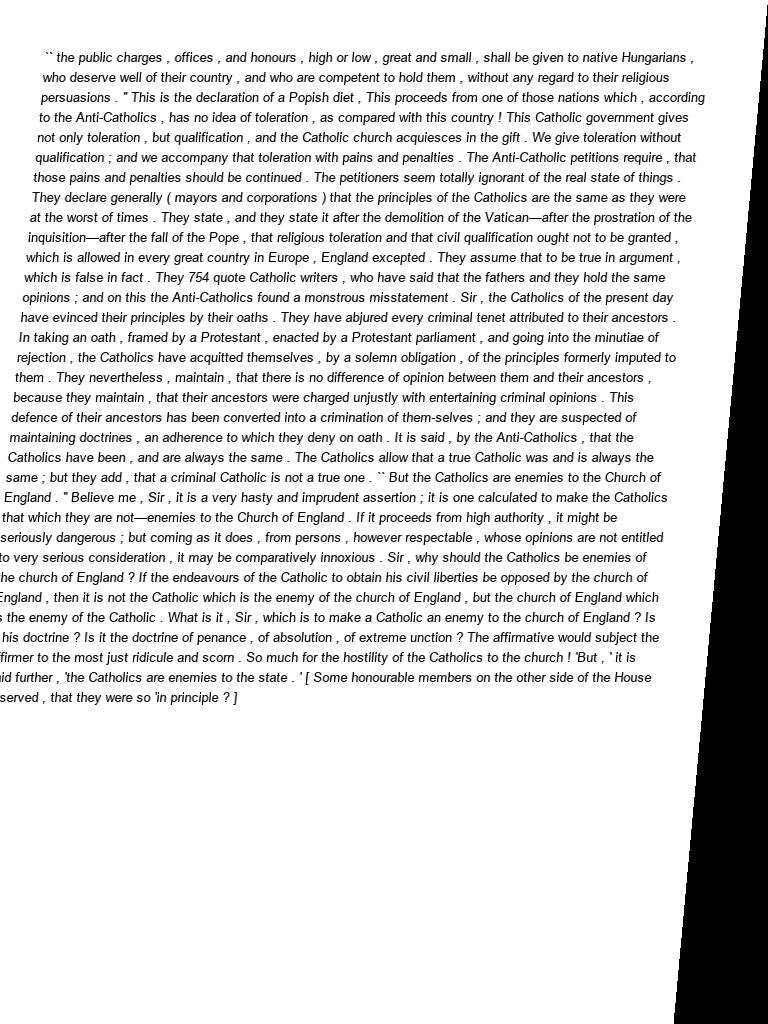 `` the public charges , offices , and honours , high or low , great and small , shall be given to native Hungarians ,
who deserve well of their country , and who are competent to hold them , without any regard to their religious
persuasions . '' This is the declaration of a Popish diet , This proceeds from one of those nations which , according
to the Anti-Catholics , has no idea of toleration , as compared with this country ! This Catholic government gives
not only toleration , but qualification , and the Catholic church acquiesces in the gift . We give toleration without
qualification ; and we accompany that toleration with pains and penalties . The Anti-Catholic petitions require , that
those pains and penalties should be continued . The petitioners seem totally ignorant of the real state of things .
They declare generally ( mayors and corporations ) that the principles of the Catholics are the same as they were
at the worst of times . They state , and they state it after the demolition of the Vatican—after the prostration of the
inquisition—after the fall of the Pope , that religious toleration and that civil qualification ought not to be granted ,
which is allowed in every great country in Europe , England excepted . They assume that to be true in argument ,
which is false in fact . They 754 quote Catholic writers , who have said that the fathers and they hold the same
opinions ; and on this the Anti-Catholics found a monstrous misstatement . Sir , the Catholics of the present day
have evinced their principles by their oaths . They have abjured every criminal tenet attributed to their ancestors .
In taking an oath , framed by a Protestant , enacted by a Protestant parliament , and going into the minutiae of
rejection , the Catholics have acquitted themselves , by a solemn obligation , of the principles formerly imputed to
them . They nevertheless , maintain , that there is no difference of opinion between them and their ancestors ,
because they maintain , that their ancestors were charged unjustly with entertaining criminal opinions . This
defence of their ancestors has been converted into a crimination of them-selves ; and they are suspected of
maintaining doctrines , an adherence to which they deny on oath . It is said , by the Anti-Catholics , that the
Catholics have been , and are always the same . The Catholics allow that a true Catholic was and is always the
same ; but they add , that a criminal Catholic is not a true one . `` But the Catholics are enemies to the Church of
England . '' Believe me , Sir , it is a very hasty and imprudent assertion ; it is one calculated to make the Catholics
that which they are not—enemies to the Church of England . If it proceeds from high authority , it might be
seriously dangerous ; but coming as it does , from persons , however respectable , whose opinions are not entitled
to very serious consideration , it may be comparatively innoxious . Sir , why should the Catholics be enemies of
the church of England ? If the endeavours of the Catholic to obtain his civil liberties be opposed by the church of
England , then it is not the Catholic which is the enemy of the church of England , but the church of England which
the enemy of the Catholic . What is it , Sir , which is to make a Catholic an enemy to the church of England ? Is
his doctrine ? Is it the doctrine of penance , of absolution , of extreme unction ? The affirmative would subject the
to the most just ridicule and scorn . So much for the hostility of the Catholics to the church ! 'But , ' it is
further , 'the Catholics are enemies to the state . ' [ Some honourable members on the other side of the House
served , that they were so 'in principle ? ]